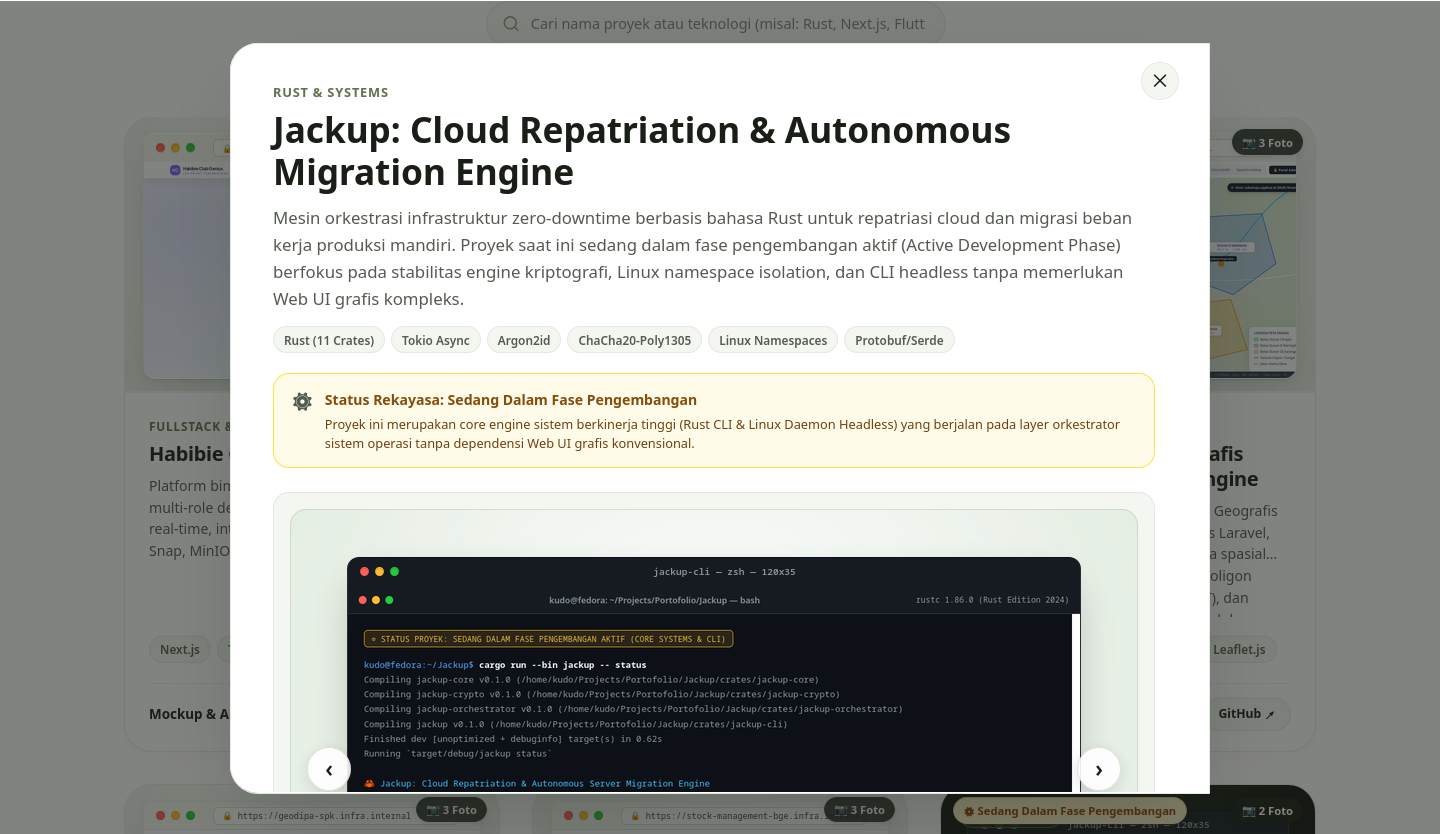 Cari nama proyek atau teknologi (misal: Rust, Next.js, Flutt
RUST & SYSTEMS
Jackup: Cloud Repatriation & Autonomous
Migration Engine
Mesin orkestrasi infrastruktur zero-downtime berbasis bahasa Rust untuk repatriasi cloud dan migrasi beban
kerja produksi mandiri. Proyek saat ini sedang dalam fase pengembangan aktif (Active Development Phase)
berfokus pada stabilitas engine kriptografi, Linux namespace isolation, dan CLI headless tanpa memerlukan
Web UI grafis kompleks.
Rust (11 Crates) Tokio Async Argon2id ChaCha20-Poly1305 Linux Namespaces Protobuf/Serde
Status Rekayasa: Sedang Dalam Fase Pengembangan
Proyek ini merupakan core engine sistem berkinerja tinggi (Rust CLI & Linux Daemon Headless) yang berjalan pada layer orkestrator
sistem operasi tanpa dependensi Web UI grafis konvensional.
jackup-cli — zsh — 120x35
kudo@fedora: ~/Projects/Portofolio/Jackup — bash
rustc 1.86.0 (Rust Edition 2024)
STATUS PROYEK: SEDANG DALAM FASE PENGEMBANGAN AKTIF (CORE SYSTEMS & CLI)
kudo@fedora:~/Jackup$ cargo run --bin jackup -- status
Compiling jackup-core v0.1.0 (/home/kudo/Projects/Portofolio/Jackup/crates/jackup-core)
Compiling jackup-crypto v0.1.0 (/home/kudo/Projects/Portofolio/Jackup/crates/jackup-crypto)
Compiling jackup-orchestrator v0.1.0 (/home/kudo/Projects/Portofolio/Jackup/crates/jackup-orchestrator)
Compiling jackup v0.1.0 (/home/kudo/Projects/Portofolio/Jackup/crates/jackup-cli)
Finished dev [unoptimized + debuginfo] target(s) in 0.62s
Running `target/debug/jackup status`
🦀 Jackup: Cloud Repatriation & Autonomous Server Migration Engine
Habibie Club Genius
FULLSTACK &
Habibie
Platform bim
multi-role de
real-time, int
Snap, MinIO
Next.js
Mockup & A
📷 3 Foto
afis
ngine
Geografis
s Laravel,
a spasial...
oligon
), dan
Leaflet.js
GitHub ↗
https://geodipa-spk.infra.internal
📷 3 Foto
https://stock-management-bge.infra.
📷 3 Foto
Sedang Dalam Fase Pengembangan
📷 2 Foto
jackup-cli — zsh — 120x35